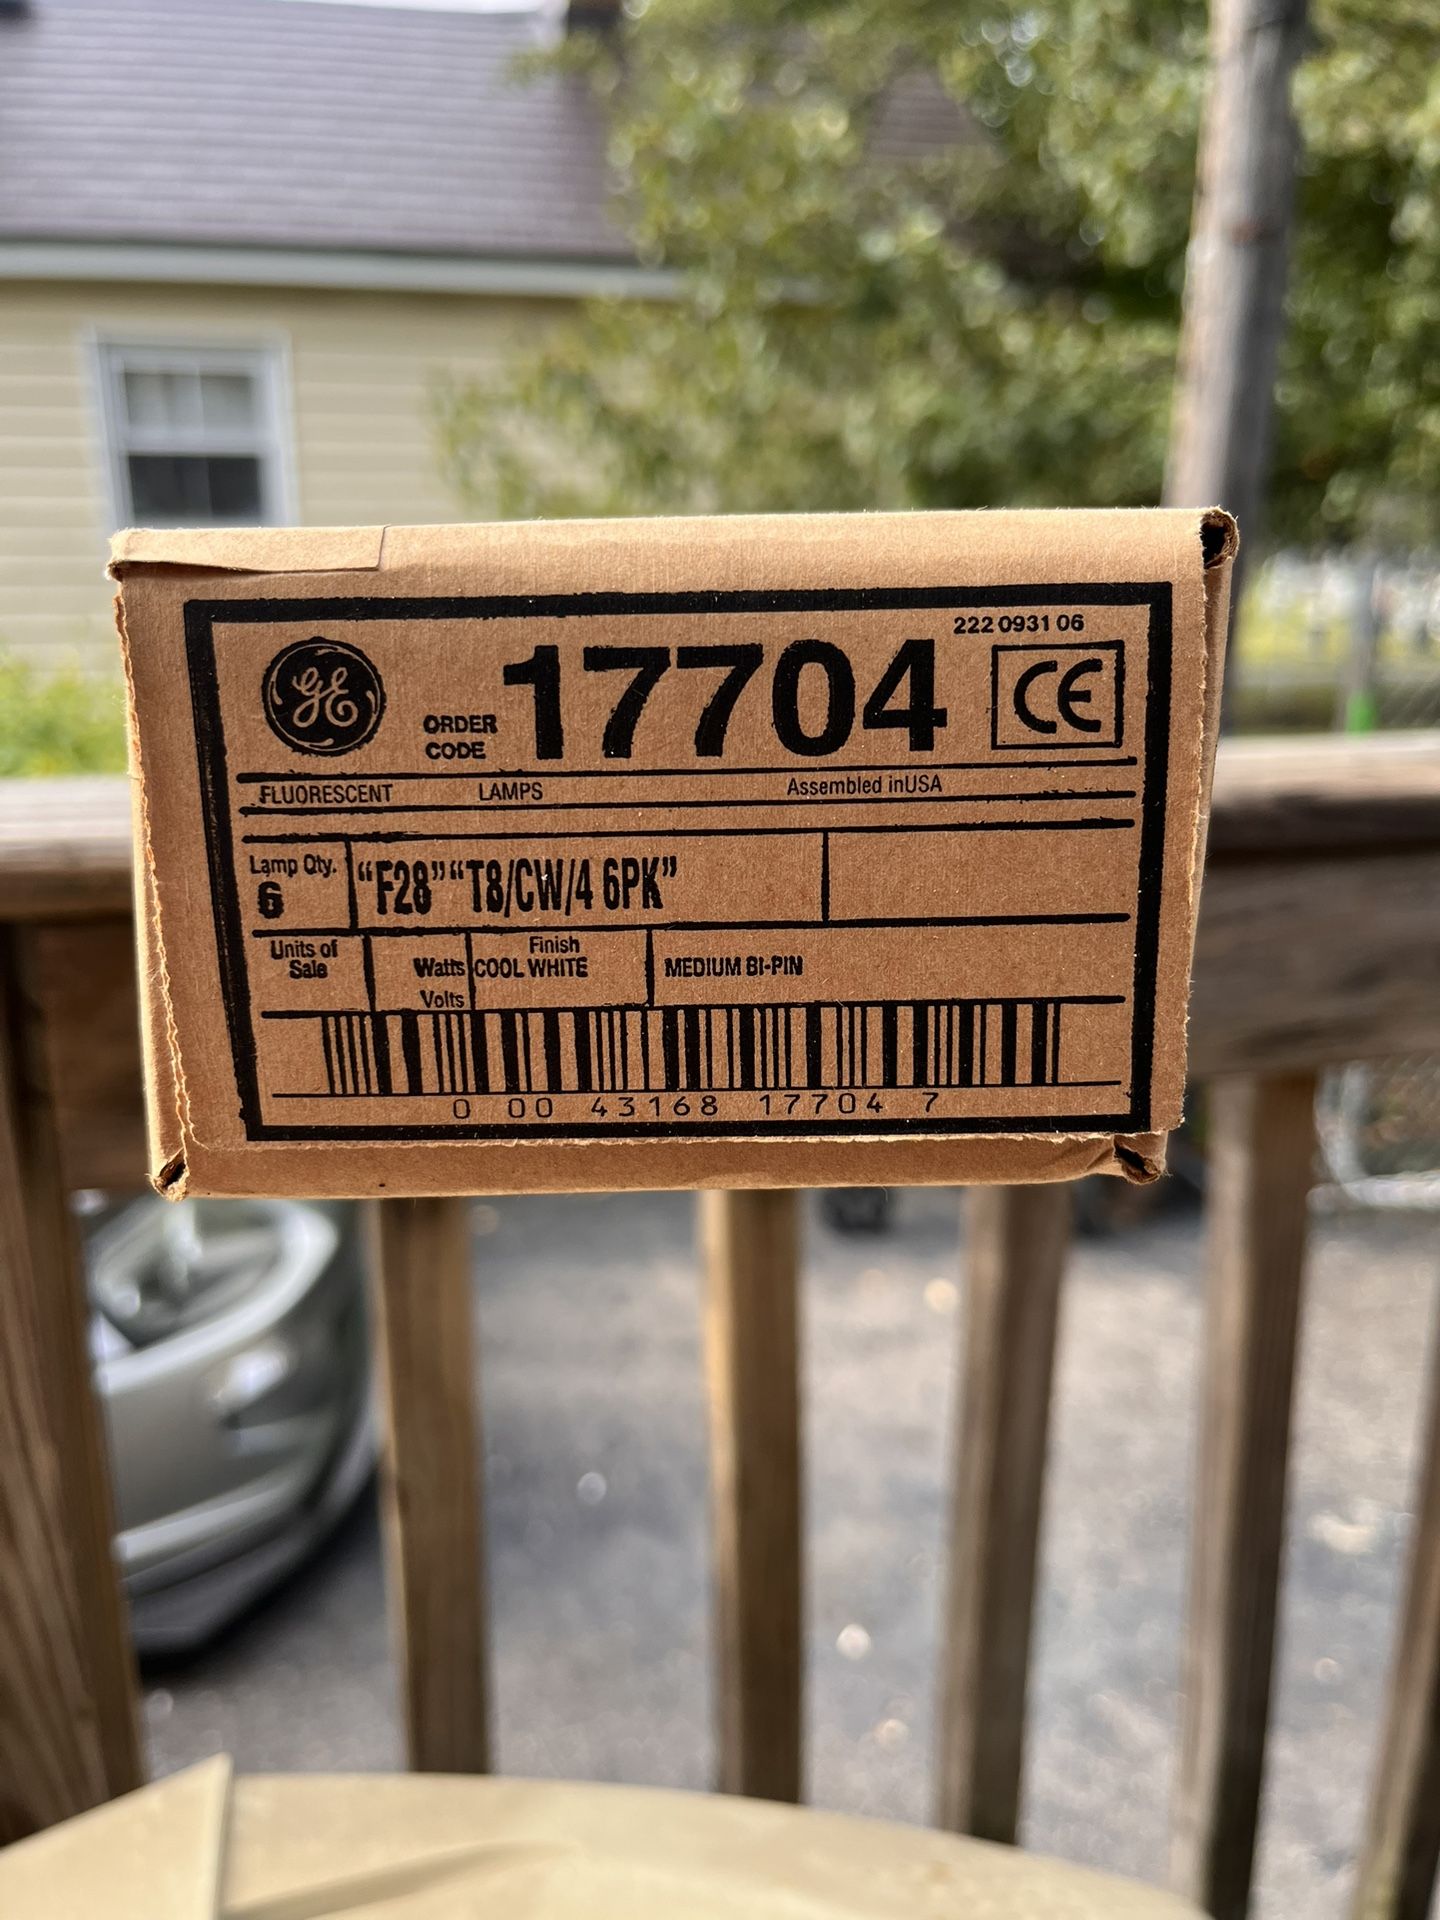 222 0931 06
GE ORDER CODE 17704 CE
FLUORESCENT LAMPS Assembled inUSA
Lamp Qty.
6 "F28" "T8/CW/4 6PK"
Units of Sale
Watts
Volts
Finish
COOL WHITE
MEDIUM BI-PIN
0 00 43168 17704 7